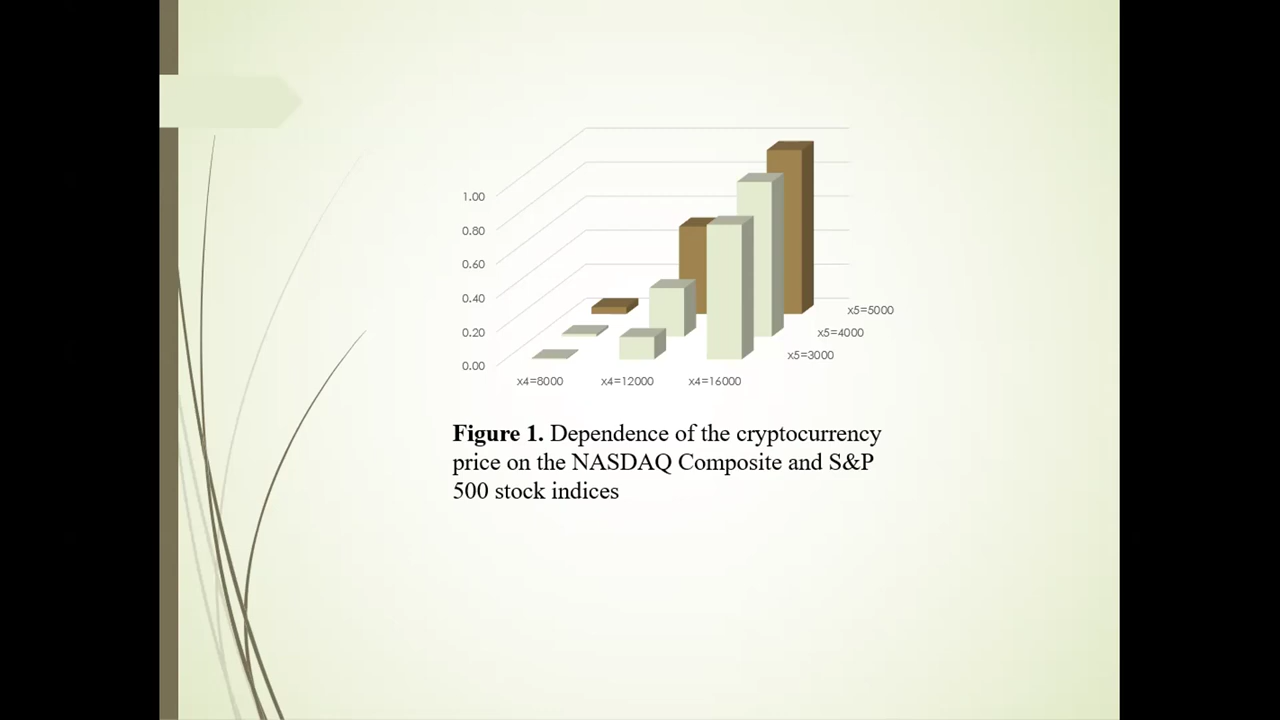 1.00
0.80
0.60
0.40
0.20
0.00
x5=5000
x5=4000
x5=3000
x4=8000 x4=12000 x4=16000
Figure 1. Dependence of the cryptocurrency
price on the NASDAQ Composite and S&P
500 stock indices